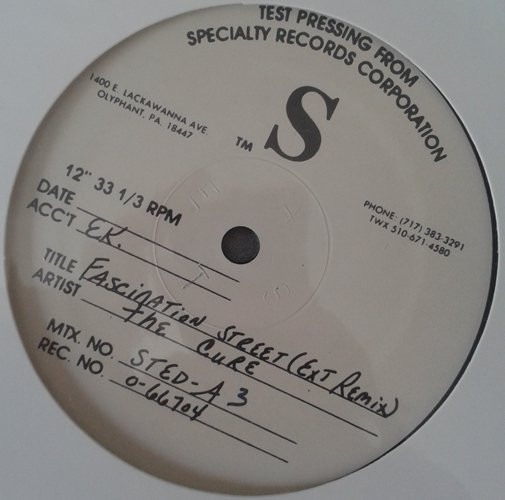 TEST PRESSING FROM
SPECIALTY RECORDS CORPORATION
1400 E. LACKAWANNA AVE.
OLYPHANT, PA. 18447
TM S
PHONE: (717) 383-3291
TWX 510-671-4580
12" 33 1/3 RPM
DATE
ACC'T EK.
TITLE FASCINATION STREET (EXT REMIX)
ARTIST THE CURE
MTX. NO. STED-A 3
REC. NO. 0-66704